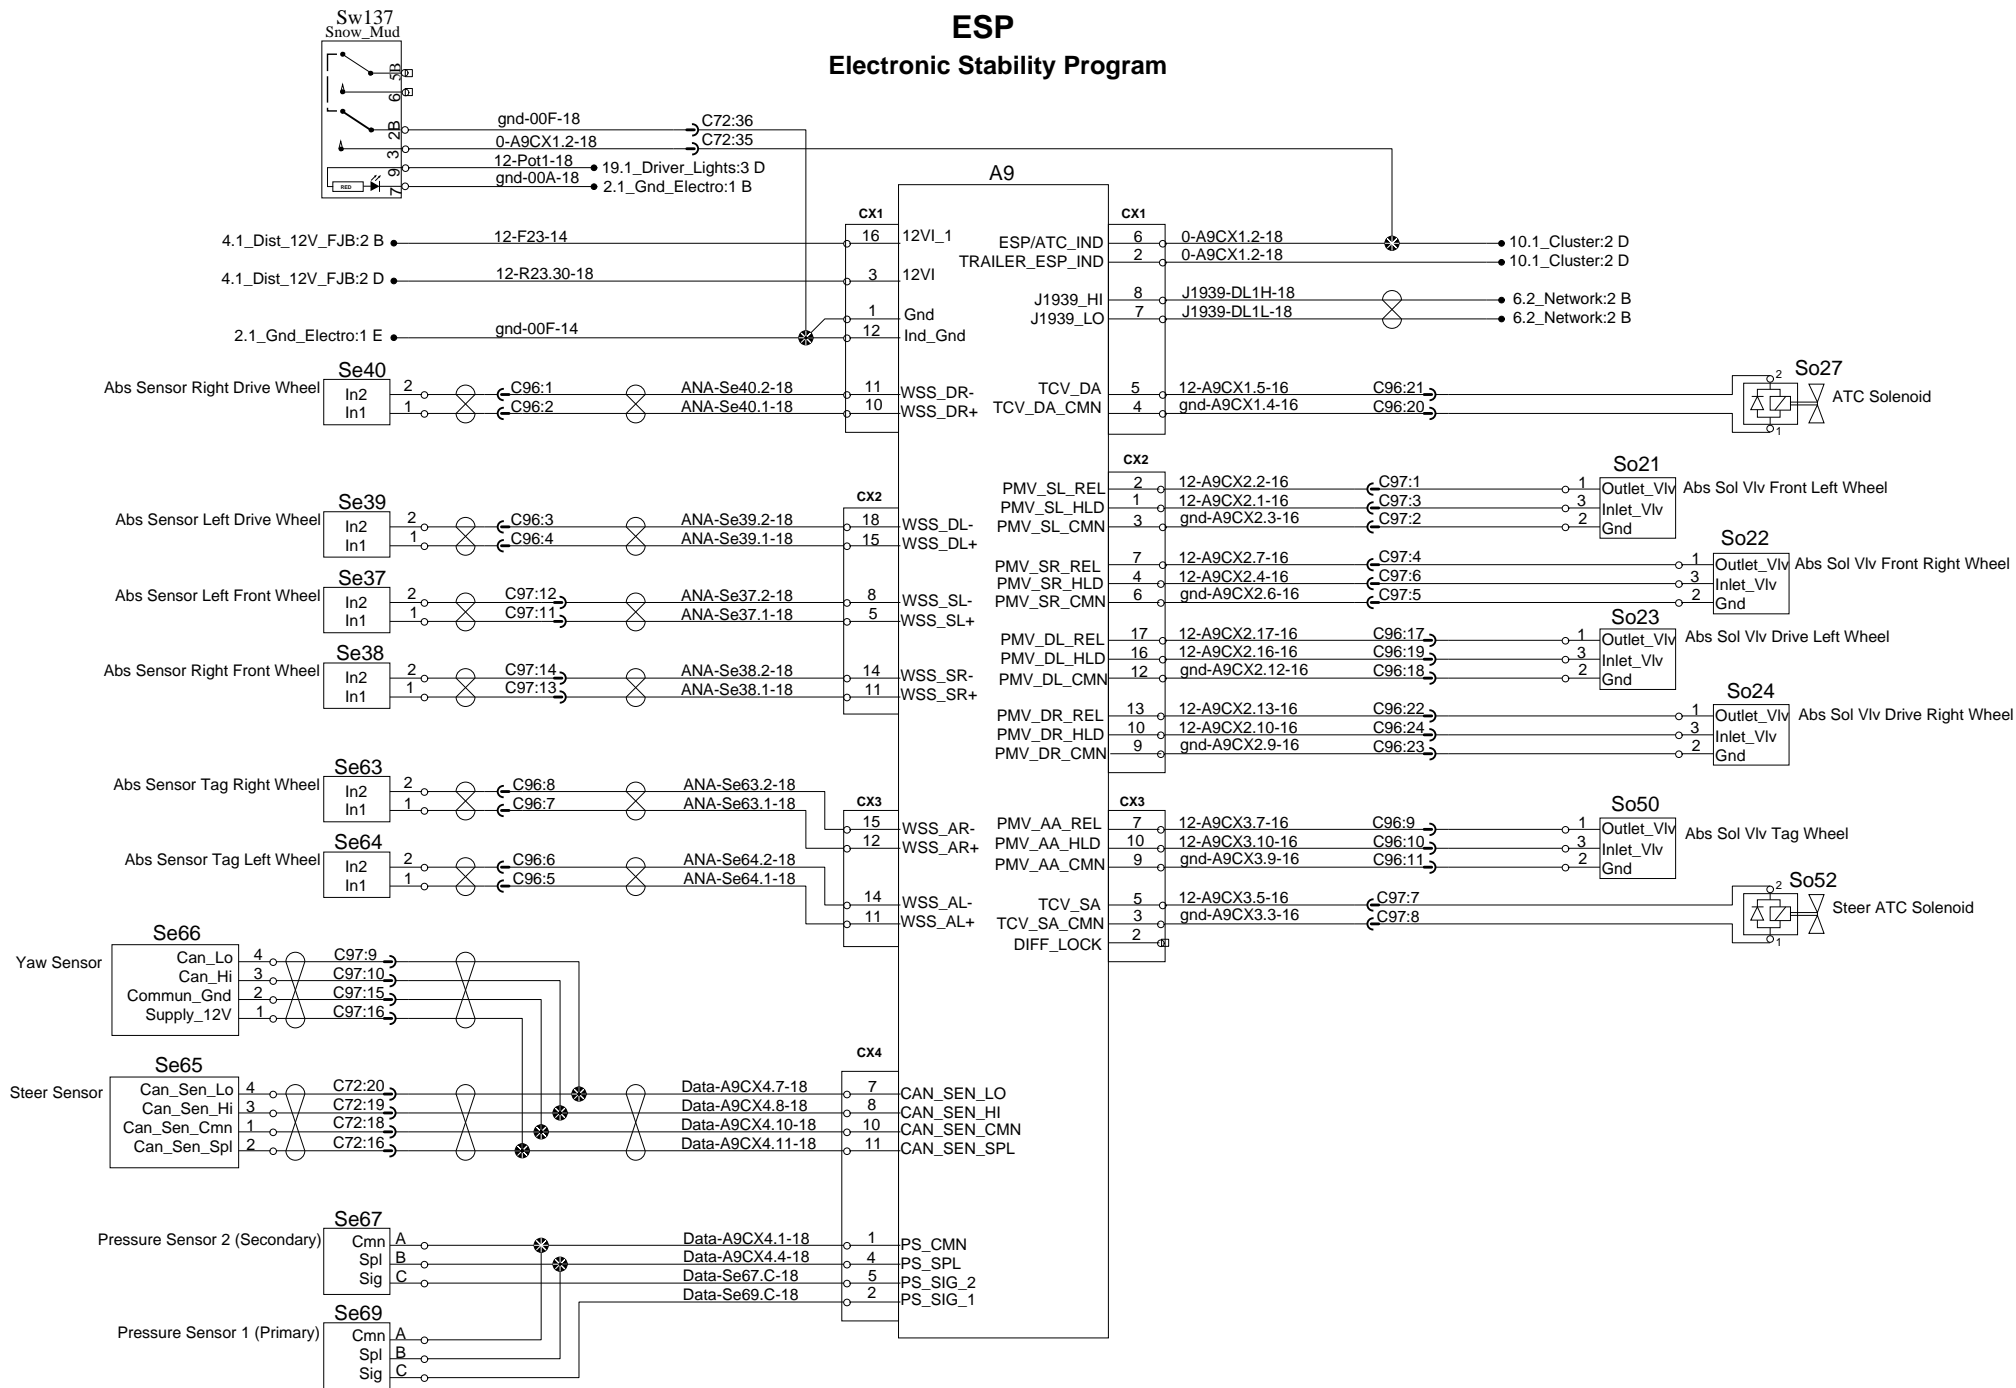 ESP
Electronic Stability Program
Sw137
Snow_Mud
5B
6
2B
3
9
7
RED
gnd-00F-18 C72:36
0-A9CX1.2-18 C72:35
12-Pot1-18 19.1_Driver_Lights:3 D
gnd-00A-18 2.1_Gnd_Electro:1 B
A9
CX1
4.1_Dist_12V_FJB:2 B 12-F23-14 16 12VI_1
4.1_Dist_12V_FJB:2 D 12-R23.30-18 3 12VI
1 Gnd
2.1_Gnd_Electro:1 E gnd-00F-14 12 Ind_Gnd
Se40
Abs Sensor Right Drive Wheel
In2 2 C96:1 ANA-Se40.2-18 11 WSS_DR-
In1 1 C96:2 ANA-Se40.1-18 10 WSS_DR+
CX2
Se39
Abs Sensor Left Drive Wheel
In2 2 C96:3 ANA-Se39.2-18 18 WSS_DL-
In1 1 C96:4 ANA-Se39.1-18 15 WSS_DL+
Se37
Abs Sensor Left Front Wheel
In2 2 C97:12 ANA-Se37.2-18 8 WSS_SL-
In1 1 C97:11 ANA-Se37.1-18 5 WSS_SL+
Se38
Abs Sensor Right Front Wheel
In2 2 C97:14 ANA-Se38.2-18 14 WSS_SR-
In1 1 C97:13 ANA-Se38.1-18 11 WSS_SR+
Se63
Abs Sensor Tag Right Wheel
CX3
In2 2 C96:8 ANA-Se63.2-18 15 WSS_AR-
In1 1 C96:7 ANA-Se63.1-18 12 WSS_AR+
Se64
Abs Sensor Tag Left Wheel
In2 2 C96:6 ANA-Se64.2-18 14 WSS_AL-
In1 1 C96:5 ANA-Se64.1-18 11 WSS_AL+
Se66
Yaw Sensor
Can_Lo 4 C97:9
Can_Hi 3 C97:10
Commun_Gnd 2 C97:15
Supply_12V 1 C97:16
CX4
Se65
Steer Sensor
Can_Sen_Lo 4 C72:20 Data-A9CX4.7-18 7 CAN_SEN_LO
Can_Sen_Hi 3 C72:19 Data-A9CX4.8-18 8 CAN_SEN_HI
Can_Sen_Cmn 1 C72:18 Data-A9CX4.10-18 10 CAN_SEN_CMN
Can_Sen_Spl 2 C72:16 Data-A9CX4.11-18 11 CAN_SEN_SPL
Se67
Pressure Sensor 2 (Secondary)
Cmn A Data-A9CX4.1-18 1 PS_CMN
Spl B Data-A9CX4.4-18 4 PS_SPL
Sig C Data-Se67.C-18 5 PS_SIG_2
Data-Se69.C-18 2 PS_SIG_1
Se69
Pressure Sensor 1 (Primary)
Cmn A
Spl B
Sig C
CX1
ESP/ATC_IND 6 0-A9CX1.2-18 10.1_Cluster:2 D
TRAILER_ESP_IND 2 0-A9CX1.2-18 10.1_Cluster:2 D
J1939_HI 8 J1939-DL1H-18 6.2_Network:2 B
J1939_LO 7 J1939-DL1L-18 6.2_Network:2 B
So27
TCV_DA 5 12-A9CX1.5-16 C96:21 2
TCV_DA_CMN 4 gnd-A9CX1.4-16 C96:20 1
ATC Solenoid
CX2
So21
PMV_SL_REL 2 12-A9CX2.2-16 C97:1 1 Outlet_Vlv
PMV_SL_HLD 1 12-A9CX2.1-16 C97:3 3 Inlet_Vlv
PMV_SL_CMN 3 gnd-A9CX2.3-16 C97:2 2 Gnd
Abs Sol Vlv Front Left Wheel
So22
PMV_SR_REL 7 12-A9CX2.7-16 C97:4 1 Outlet_Vlv
PMV_SR_HLD 4 12-A9CX2.4-16 C97:6 3 Inlet_Vlv
PMV_SR_CMN 6 gnd-A9CX2.6-16 C97:5 2 Gnd
Abs Sol Vlv Front Right Wheel
So23
PMV_DL_REL 17 12-A9CX2.17-16 C96:17 1 Outlet_Vlv
PMV_DL_HLD 16 12-A9CX2.16-16 C96:19 3 Inlet_Vlv
PMV_DL_CMN 12 gnd-A9CX2.12-16 C96:18 2 Gnd
Abs Sol Vlv Drive Left Wheel
So24
PMV_DR_REL 13 12-A9CX2.13-16 C96:22 1 Outlet_Vlv
PMV_DR_HLD 10 12-A9CX2.10-16 C96:24 3 Inlet_Vlv
PMV_DR_CMN 9 gnd-A9CX2.9-16 C96:23 2 Gnd
Abs Sol Vlv Drive Right Wheel
CX3
So50
PMV_AA_REL 7 12-A9CX3.7-16 C96:9 1 Outlet_Vlv
PMV_AA_HLD 10 12-A9CX3.10-16 C96:10 3 Inlet_Vlv
PMV_AA_CMN 9 gnd-A9CX3.9-16 C96:11 2 Gnd
Abs Sol Vlv Tag Wheel
So52
TCV_SA 5 12-A9CX3.5-16 C97:7 2
TCV_SA_CMN 3 gnd-A9CX3.3-16 C97:8 1
DIFF_LOCK 2
Steer ATC Solenoid